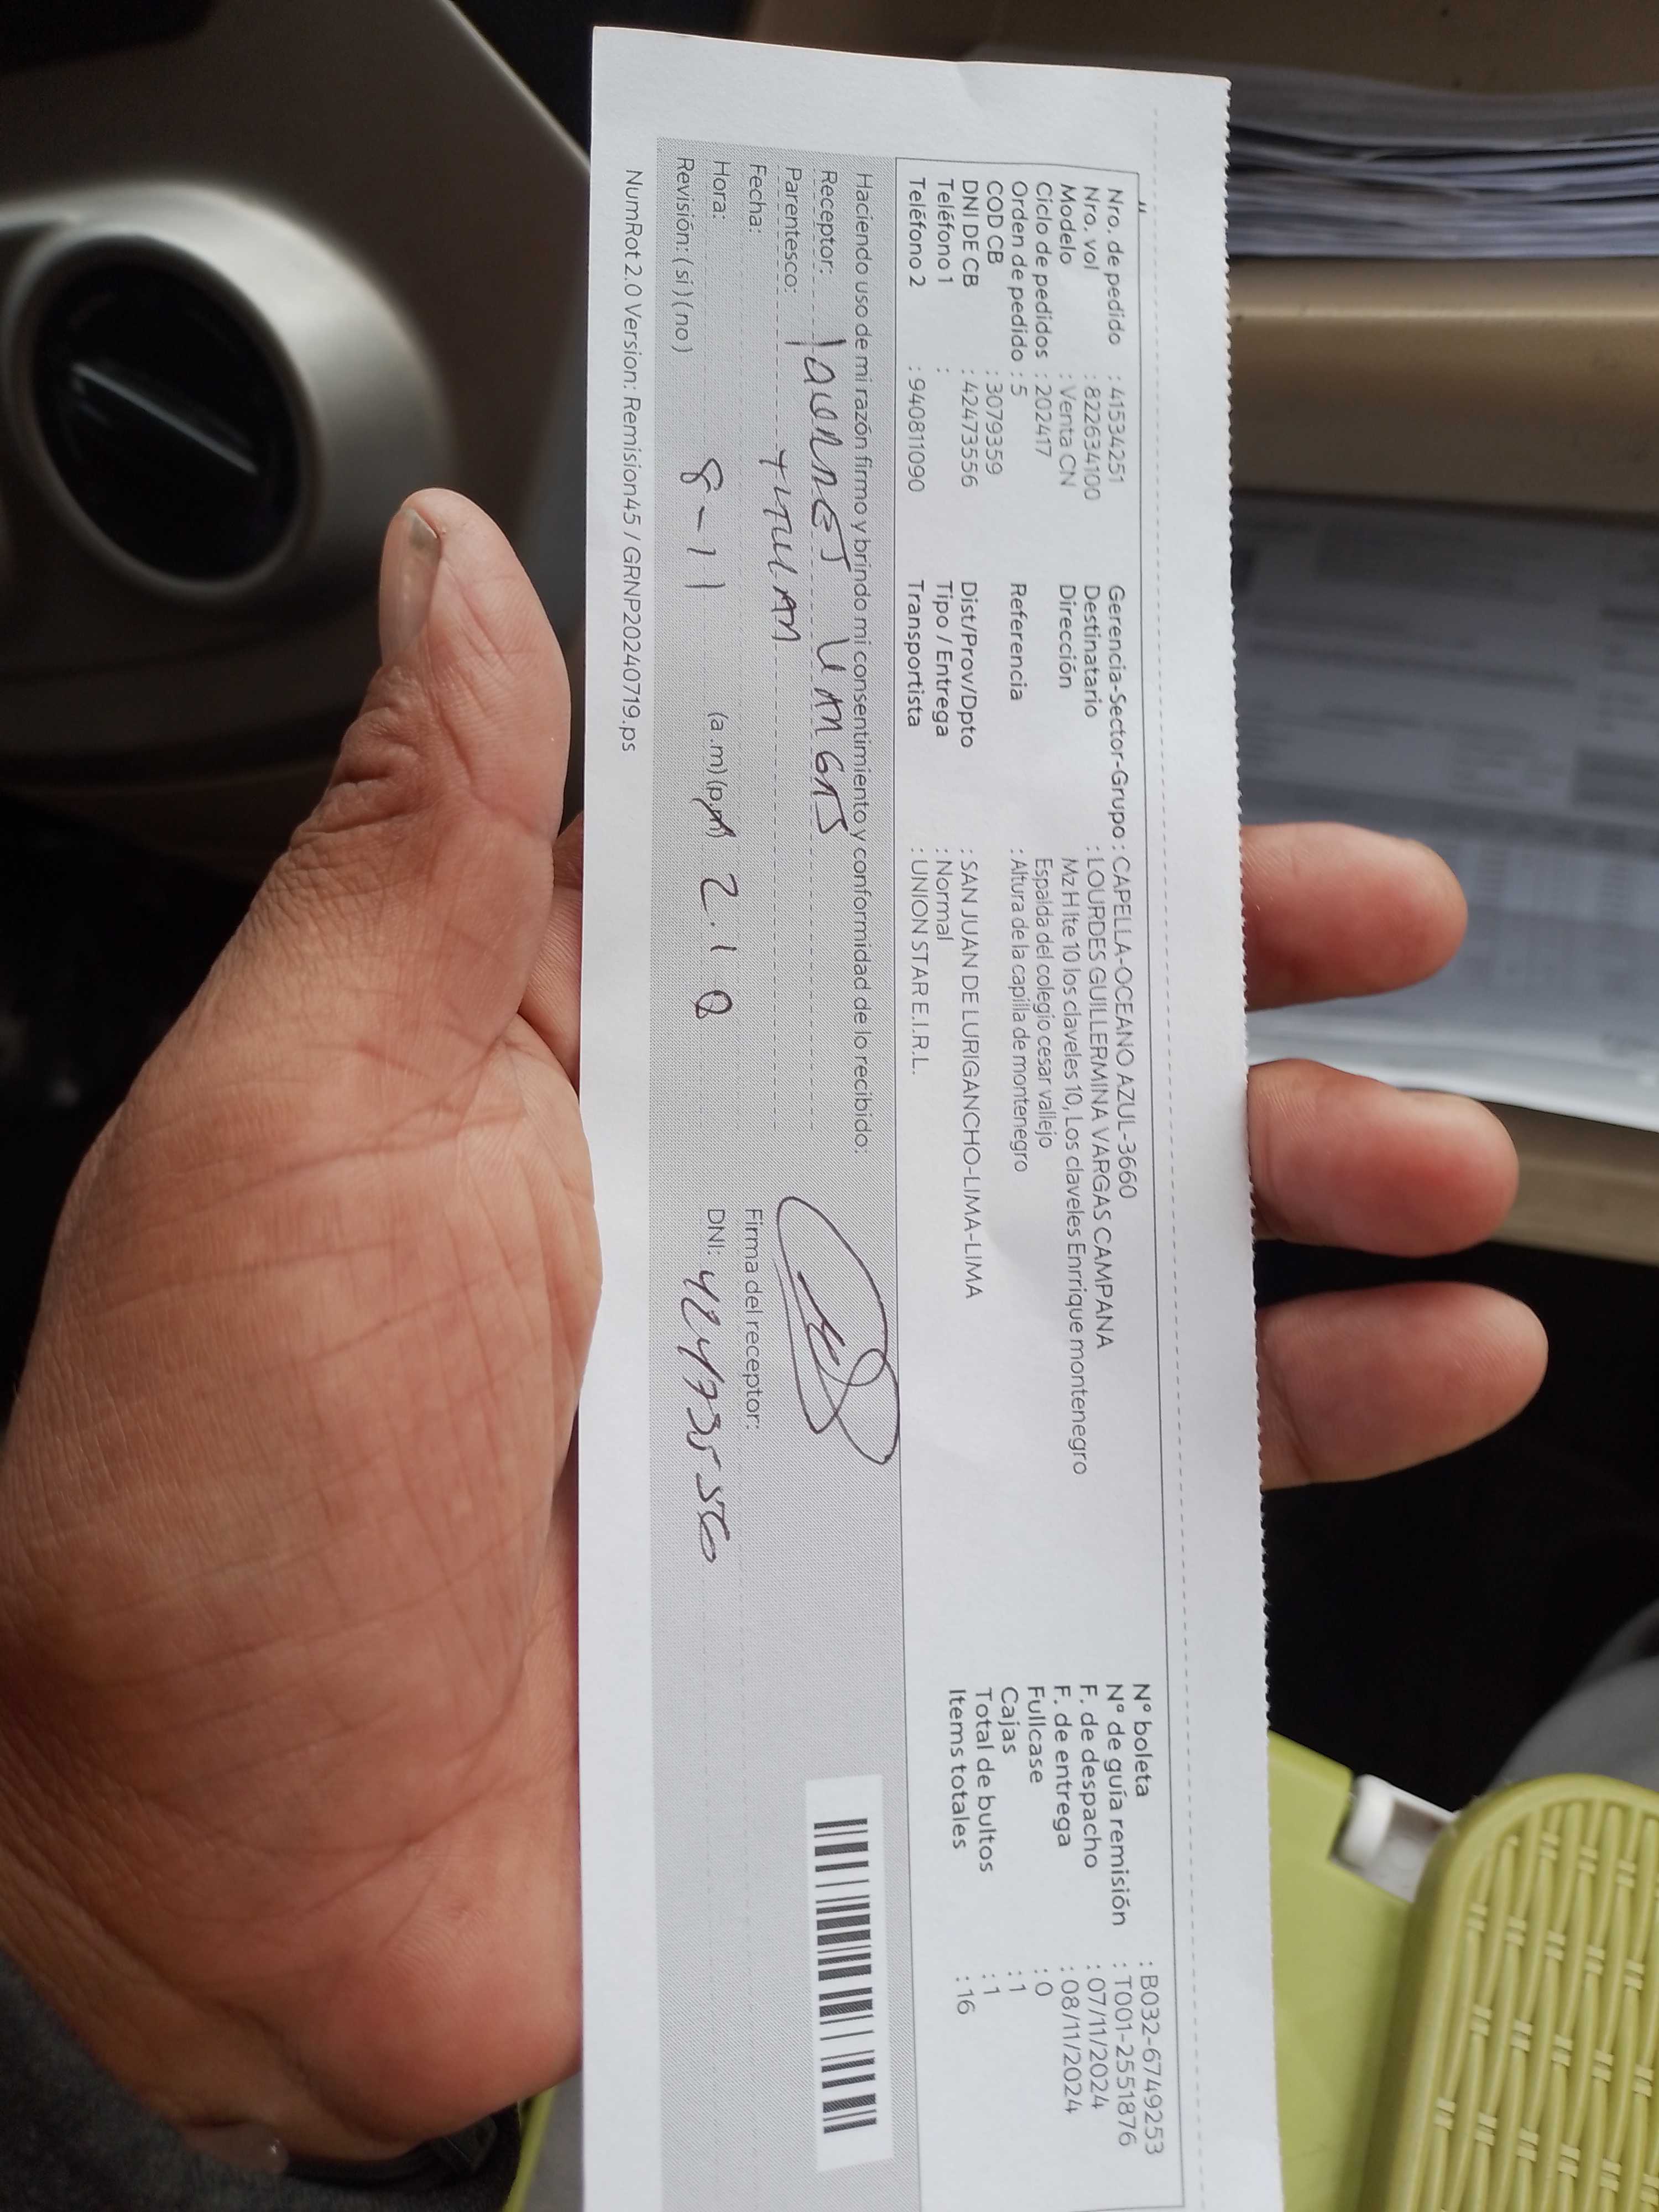 Nro. de pedido : 41534251
Nro. vol : 822634100
Modelo : Venta CN
Ciclo de pedidos : 202417
Orden de pedido : 5
COD CB : 3079359
DNI DE CB : 42473556
Teléfono 1 :
Teléfono 2 : 940811090
Gerencia-Sector-Grupo : CAPELLA-OCEANO AZUL-3660
Destinatario : LOURDES GUILLERMINA VARGAS CAMPANA
Dirección Mz H lte 10 los claveles 10, Los claveles Enrrique montenegro
Espalda del colegio cesar vallejo
Referencia : Altura de la capilla de montenegro
Dist/Prov/Dpto : SAN JUAN DE LURIGANCHO-LIMA-LIMA
Tipo / Entrega : Normal
Transportista : UNION STAR E.I.R.L.
N° boleta : B032-6749253
N° de guía remisión : T001-2551876
F. de despacho : 07/11/2024
F. de entrega : 08/11/2024
Fullcase : 0
Cajas : 1
Total de bultos : 1
Items totales : 16
Haciendo uso de mi razón firmo y brindo mi consentimiento y conformidad de lo recibido:
Receptor:
Parentesco: TITULAR
Fecha: 8-11
Hora: (a.m) (p.m) 2.10
Revisión: ( si ) ( no )
Firma del receptor:
DNI: 42473556
NumRot 2.0 Version: Remision45 / GRNP20240719.ps